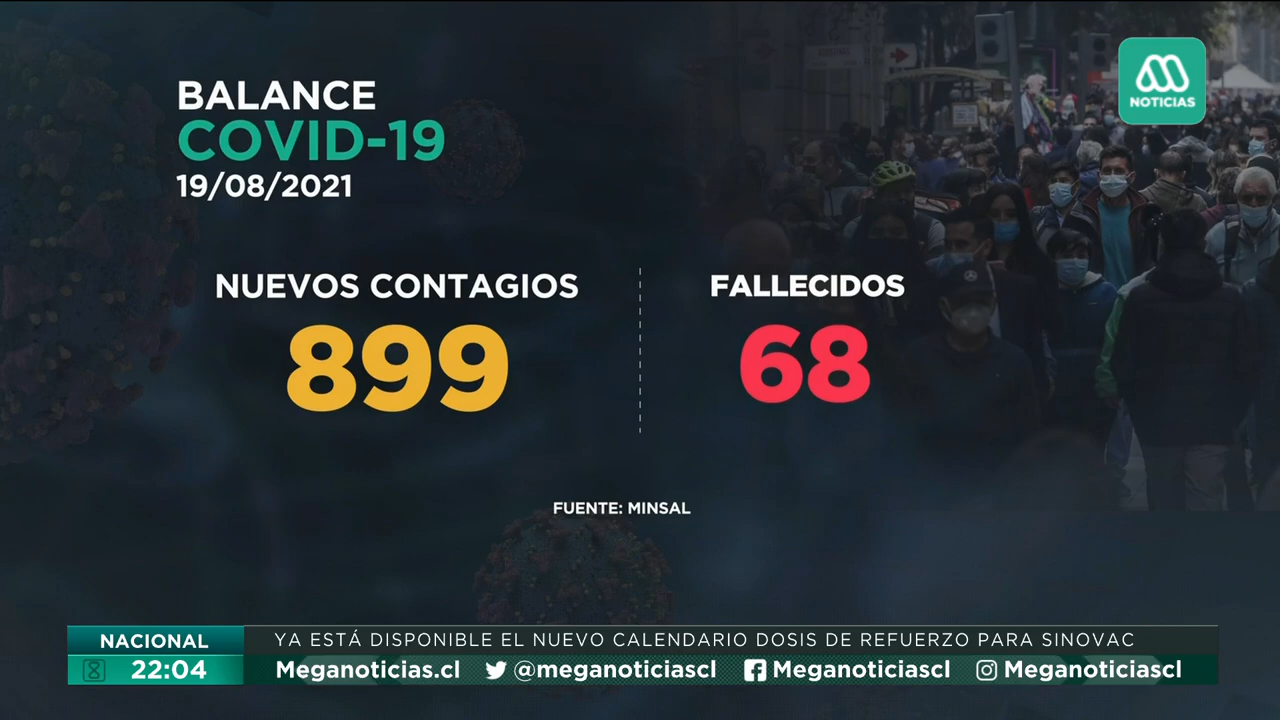 BALANCE
COVID-19
19/08/2021
NOTICIAS
NUEVOS CONTAGIOS
899
FALLECIDOS
68
FUENTE: MINSAL
NACIONAL
YA ESTÁ DISPONIBLE EL NUEVO CALENDARIO DOSIS DE REFUERZO PARA SINOVAC
22:04
Meganoticias.cl @meganoticiascl Meganoticiascl Meganoticiascl